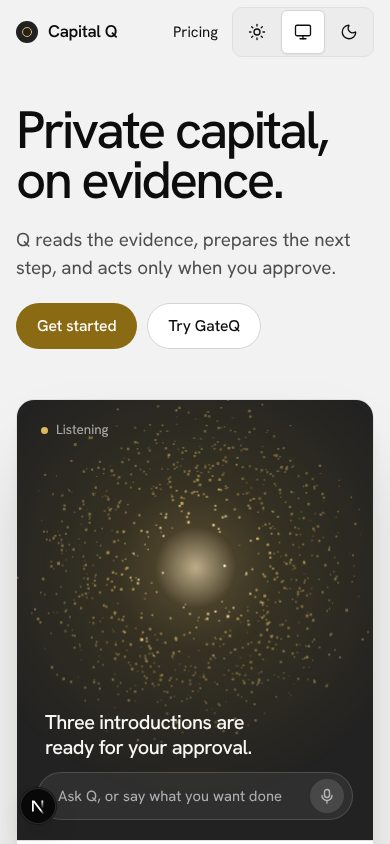 Capital Q
Pricing
Private capital,
on evidence.
Q reads the evidence, prepares the next
step, and acts only when you approve.
Get started
Try GateQ
Listening
Three introductions are
ready for your approval.
Ask Q, or say what you want done
N